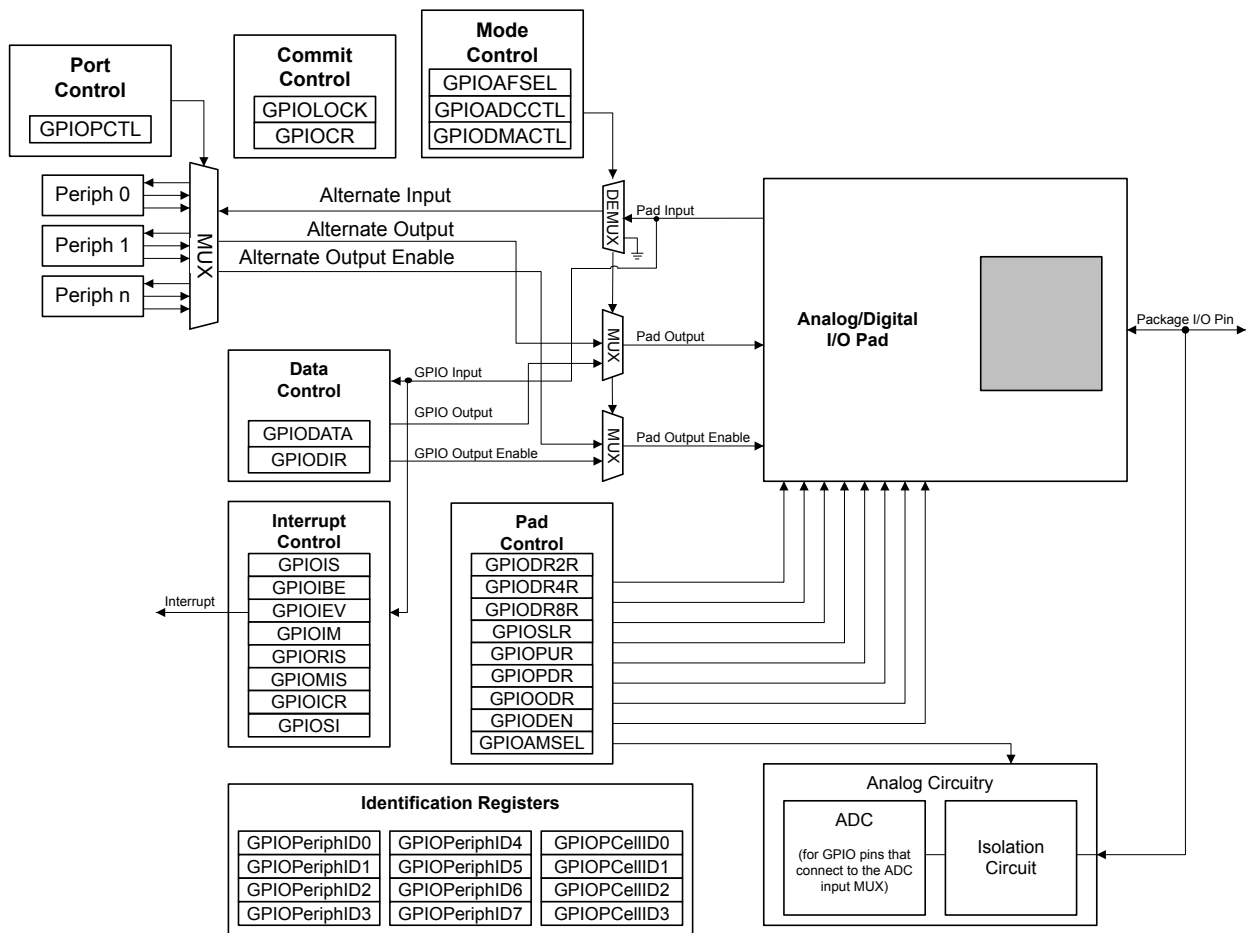 Port
Control
GPIOPCTL
Commit
Control
GPIOLOCK
GPIOCR
Mode
Control
GPIOAFSEL
GPIOADCCTL
GPIODMACTL
Periph 0
Periph 1
Periph n
MUX
Alternate Input
Alternate Output
Alternate Output Enable
DEMUX
Pad Input
MUX
Pad Output
MUX
Pad Output Enable
Analog/Digital
I/O Pad
Package I/O Pin
Data
Control
GPIODATA
GPIODIR
GPIO Input
GPIO Output
GPIO Output Enable
Interrupt
Control
GPIOIS
GPIOIBE
GPIOIEV
GPIOIM
GPIORIS
GPIOMIS
GPIOICR
GPIOSI
Interrupt
Pad
Control
GPIODR2R
GPIODR4R
GPIODR8R
GPIOSLR
GPIOPUR
GPIOPDR
GPIOODR
GPIODEN
GPIOAMSEL
Analog Circuitry
ADC
(for GPIO pins that
connect to the ADC
input MUX)
Isolation
Circuit
Identification Registers
GPIOPeriphID0
GPIOPeriphID1
GPIOPeriphID2
GPIOPeriphID3
GPIOPeriphID4
GPIOPeriphID5
GPIOPeriphID6
GPIOPeriphID7
GPIOPCellID0
GPIOPCellID1
GPIOPCellID2
GPIOPCellID3